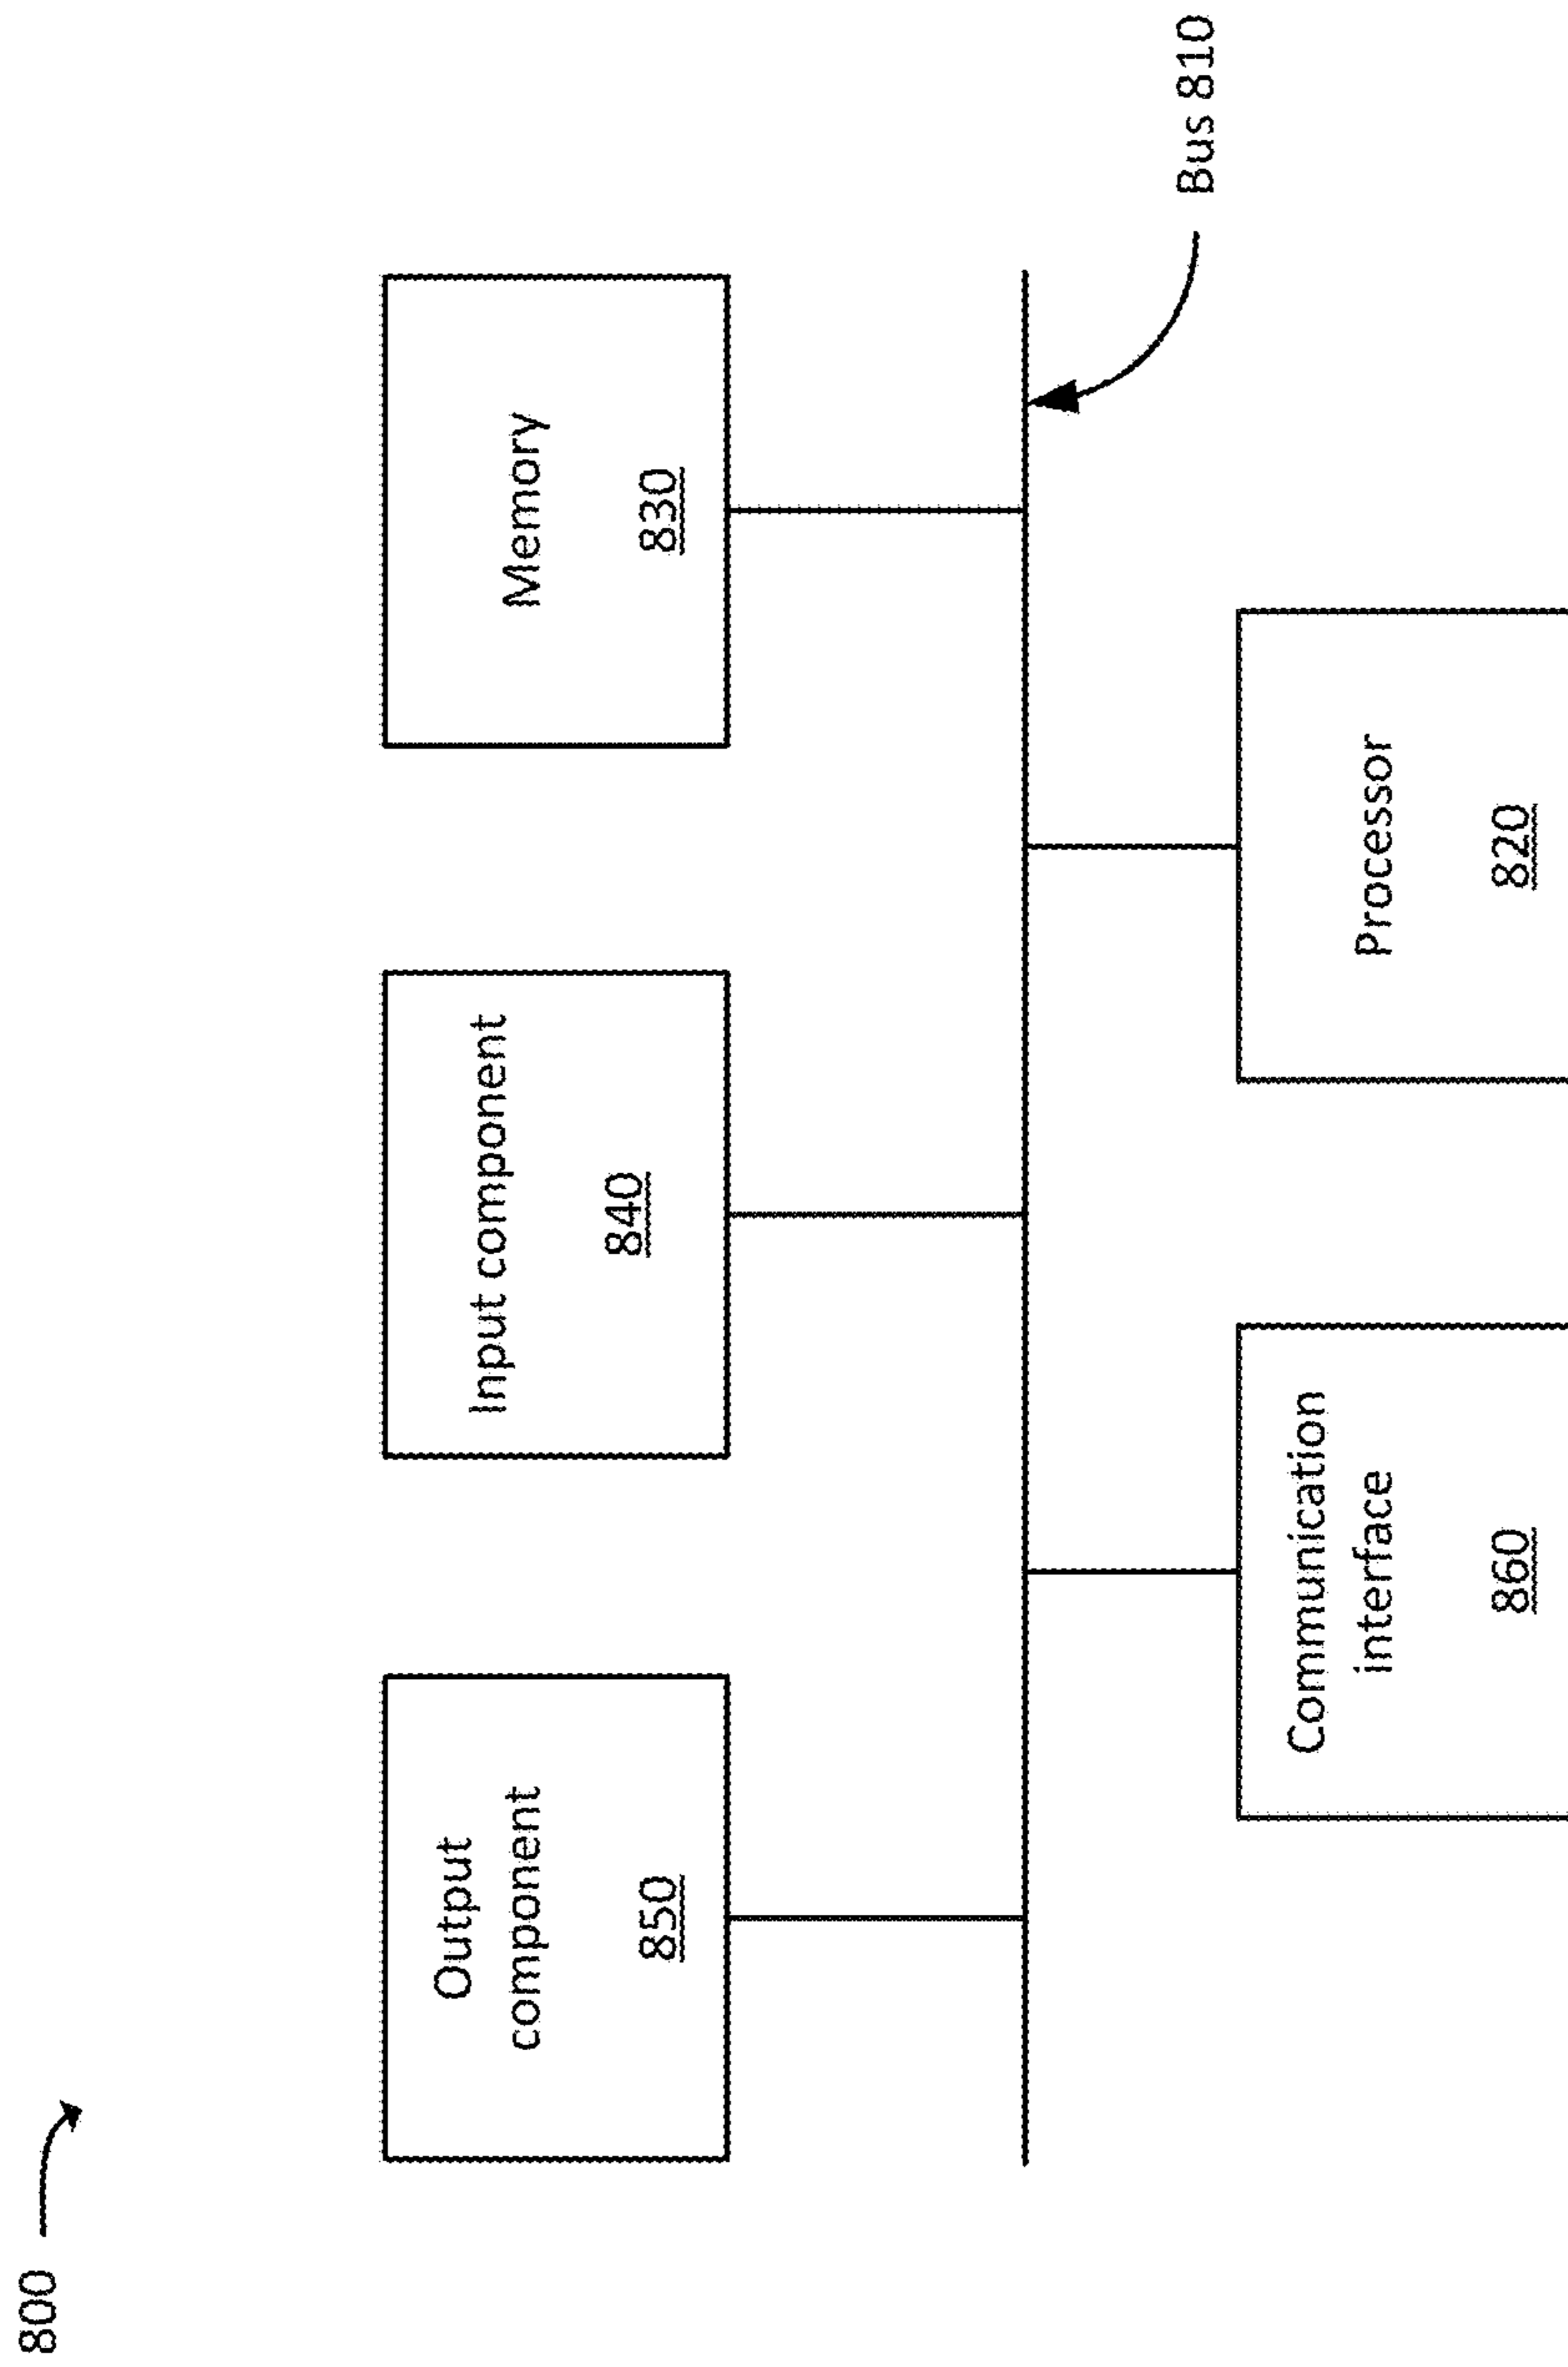 800
Output
component
850
Input component
840
Memory
830
Communication
interface
860
Processor
820
Bus 810